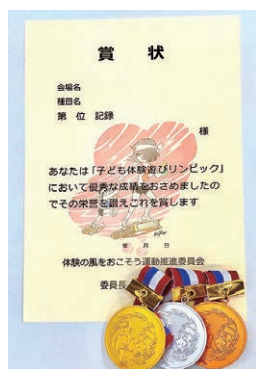 賞状
会場名
種目名
第 位 記録
様
あなたは「子ども体験遊びリンピック」
において優秀な成績をおさめましたの
でその栄誉を讃えこれを賞します
年 月 日
体験の風をおこそう運動推進委員会
委員長